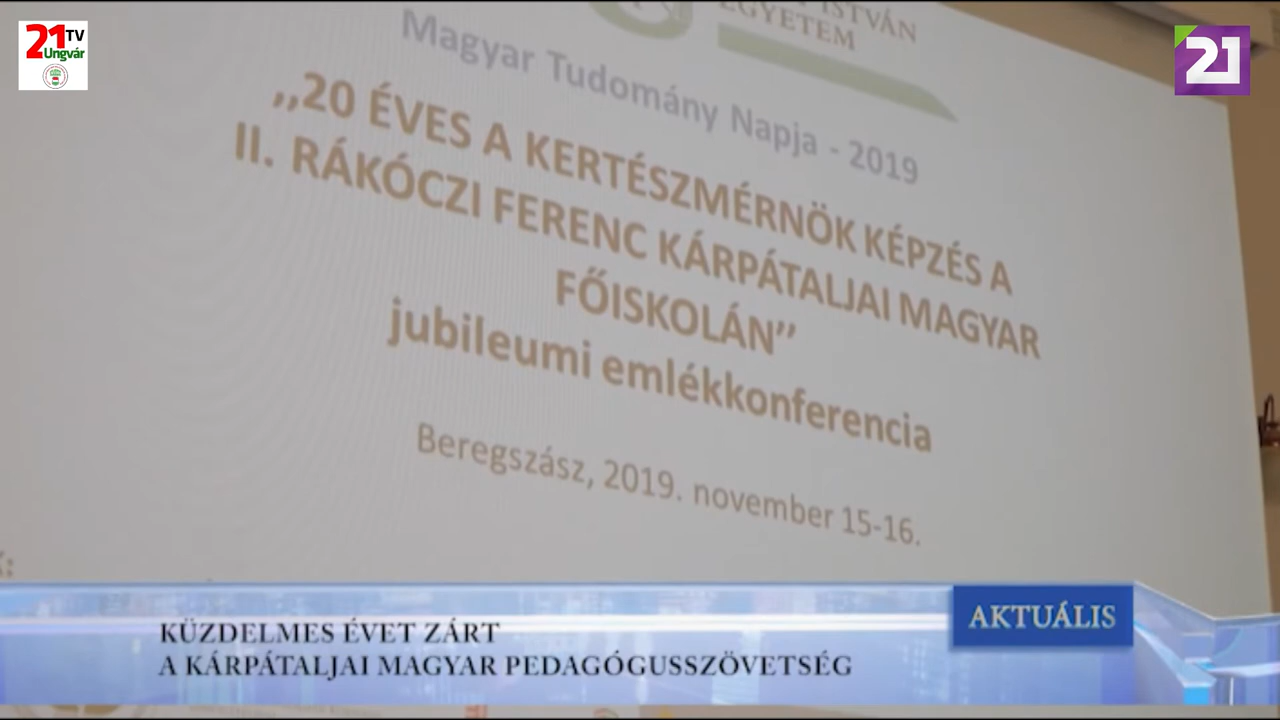 21 TV
Ungvár
21
ISTVÁN
EGYETEM
Magyar Tudomány Napja - 2019
„20 ÉVES A KERTÉSZMÉRNÖK KÉPZÉS A
II. RÁKÓCZI FERENC KÁRPÁTALJAI MAGYAR
FŐISKOLÁN”
jubileumi emlékkonferencia
Beregszász, 2019. november 15-16.
AKTUÁLIS
KÜZDELMES ÉVET ZÁRT
A KÁRPÁTALJAI MAGYAR PEDAGÓGUSSZÖVETSÉG